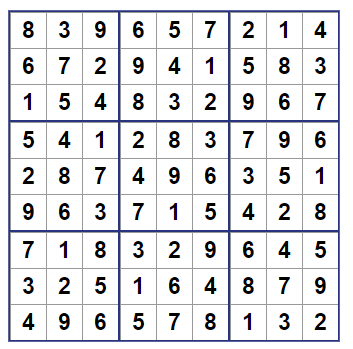 8 3 9 6 5 7 2 1 4
6 7 2 9 4 1 5 8 3
1 5 4 8 3 2 9 6 7
5 4 1 2 8 3 7 9 6
2 8 7 4 9 6 3 5 1
9 6 3 7 1 5 4 2 8
7 1 8 3 2 9 6 4 5
3 2 5 1 6 4 8 7 9
4 9 6 5 7 8 1 3 2